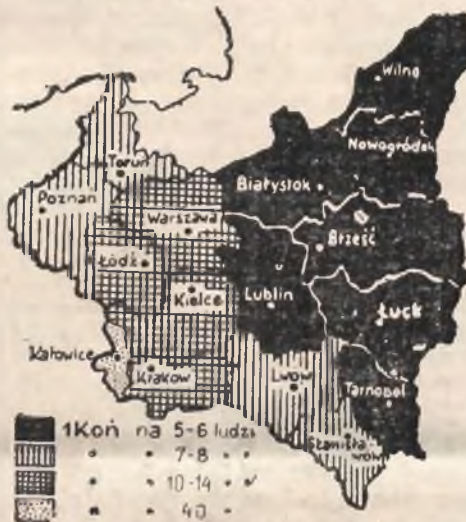 Wilno
Nowogródek
Toruń
Białystok
Poznan
Warszawa
Brześć
Łódź
Kielce
Lublin
Łuck
Katowice
Kraków
Lwów
Tarnopol
Stanisławów
1 Koń na 5-6 ludzi
" " 7-8 " "
" " 10-14 " "
" " 40 " "